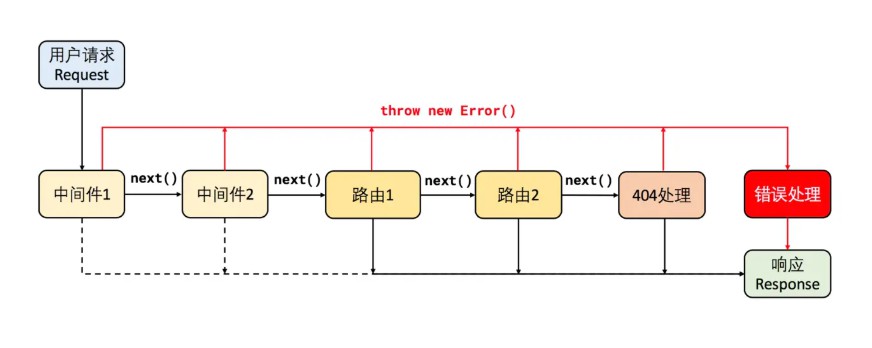 用户请求
Request
throw new Error()
中间件1
next()
中间件2
next()
路由1
next()
路由2
next()
404处理
错误处理
响应
Response